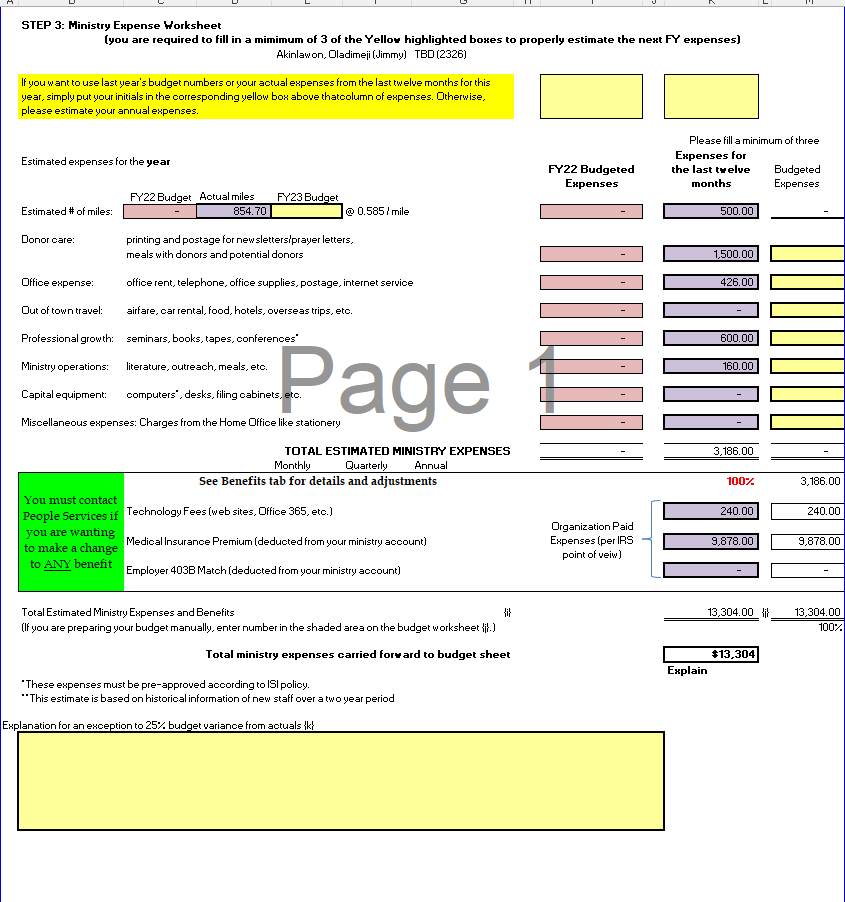 STEP 3: Ministry Expense Worksheet
(you are required to fill in a mimimum of 3 of the Yellow highlighted boxes to properly estimate the next FY expenses)
Akinlawon, Oladimeji (Jimmy) TBD (2326)
If you want to use last year's budget numbers or your actual expenses from the last twelve months for this
year, simply put your initials in the corresponding yellow box above thatcolumn of expenses. Otherwise,
please estimate your annual expenses.
Please fill a minimum of three
Estimated expenses for the year
FY22 Budgeted Expenses
Expenses for the last twelve months
Budgeted Expenses
FY22 Budget Actual miles FY23 Budget
Estimated # of miles: - 854.70 @ 0.585 / mile - 500.00 -
Donor care: printing and postage for newsletters/prayer letters,
meals with donors and potential donors - 1,500.00
Office expense: office rent, telephone, office supplies, postage, internet service - 426.00
Out of town travel: airfare, car rental, food, hotels, overseas trips, etc. - -
Professional growth: seminars, books, tapes, conferences* - 600.00
Ministry operations: literature, outreach, meals, etc. - 160.00
Page 1
Capital equipment: computers*, desks, filing cabinets, etc. - -
Miscellaneous expenses: Charges from the Home Office like stationery - -
TOTAL ESTIMATED MINISTRY EXPENSES - 3,186.00 -
Monthly Quarterly Annual
See Benefits tab for details and adjustments 100% 3,186.00
You must contact
People Services if
you are wanting
to make a change
to ANY benefit
Technology Fees (web sites, Office 365, etc.) 240.00 240.00
Medical Insurance Premium (deducted from your ministry account) 9,878.00 9,878.00
Employer 403B Match (deducted from your ministry account) - -
Organization Paid
Expenses (per IRS
point of veiw)
Total Estimated Ministry Expenses and Benefits {j} 13,304.00 {j} 13,304.00
(If you are preparing your budget manually, enter number in the shaded area on the budget worksheet {j}.) 100%
Total ministry expenses carried forward to budget sheet $13,304
Explain
*These expenses must be pre-approved according to ISI policy.
**This estimate is based on historical information of new staff over a two year period
Explanation for an exception to 25% budget variance from actuals {k}